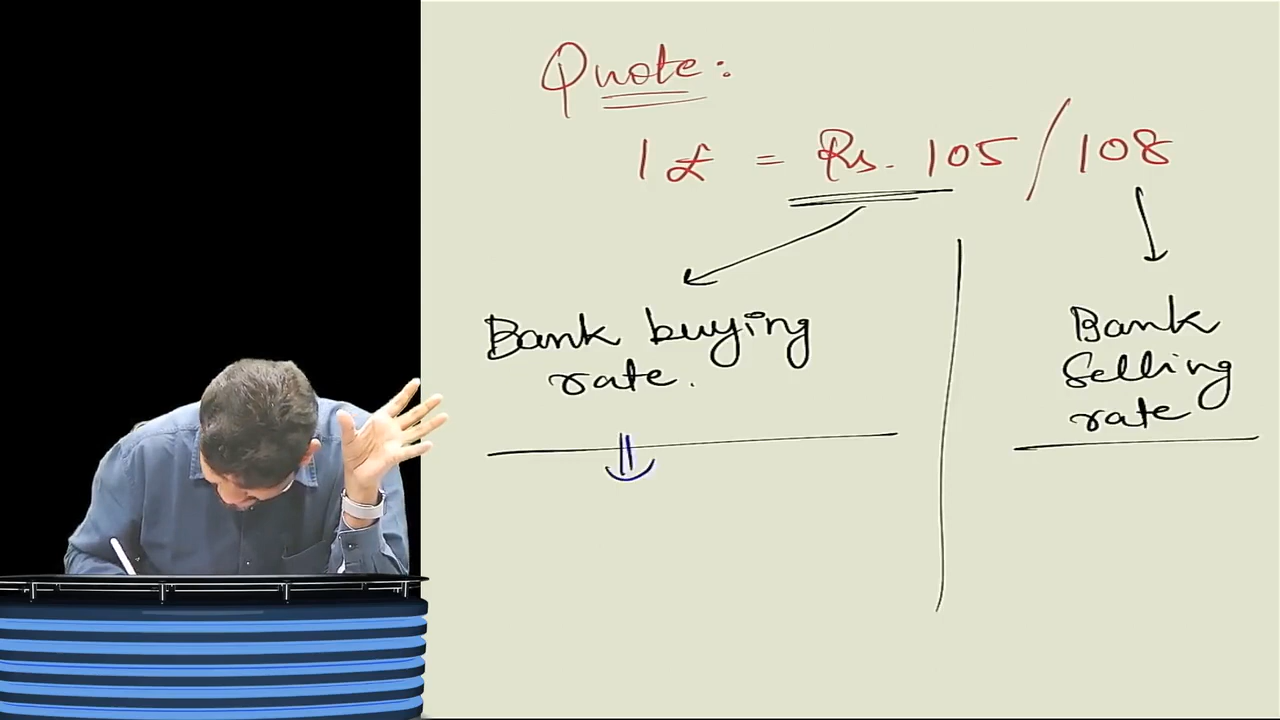 Quote:
1 £ = Rs. 105 / 108
Bank buying
rate.
Bank
Selling
rate